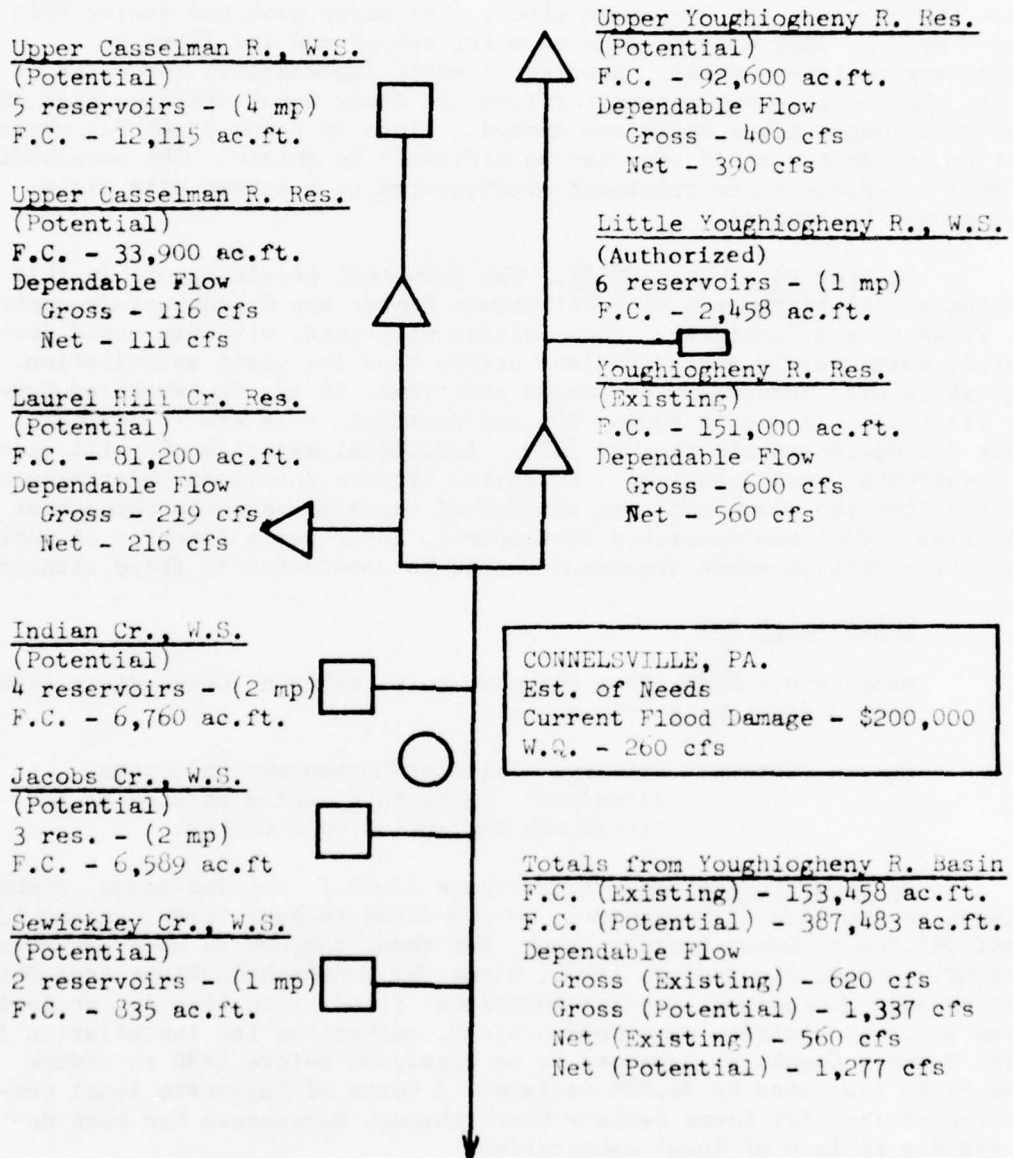 Upper Casselman R., W.S.
(Potential)
5 reservoirs - (4 mp)
F.C. - 12,115 ac.ft.
Upper Casselman R. Res.
(Potential)
F.C. - 33,900 ac.ft.
Dependable Flow
Gross - 116 cfs
Net - 111 cfs
Laurel Hill Cr. Res.
(Potential)
F.C. - 81,200 ac.ft.
Dependable Flow
Gross - 219 cfs
Net - 216 cfs
Indian Cr., W.S.
(Potential)
4 reservoirs - (2 mp)
F.C. - 6,760 ac.ft.
Jacobs Cr., W.S.
(Potential)
3 res. - (2 mp)
F.C. - 6,589 ac.ft
Sewickley Cr., W.S.
(Potential)
2 reservoirs - (1 mp)
F.C. - 835 ac.ft.
Upper Youghiogheny R. Res.
(Potential)
F.C. - 92,600 ac.ft.
Dependable Flow
Gross - 400 cfs
Net - 390 cfs
Little Youghiogheny R., W.S.
(Authorized)
6 reservoirs - (1 mp)
F.C. - 2,458 ac.ft.
Youghiogheny R. Res.
(Existing)
F.C. - 151,000 ac.ft.
Dependable Flow
Gross - 600 cfs
Net - 560 cfs
CONNELSVILLE, PA.
Est. of Needs
Current Flood Damage - $200,000
W.Q. - 260 cfs
Totals from Youghiogheny R. Basin
F.C. (Existing) - 153,458 ac.ft.
F.C. (Potential) - 387,483 ac.ft.
Dependable Flow
Gross (Existing) - 620 cfs
Gross (Potential) - 1,337 cfs
Net (Existing) - 560 cfs
Net (Potential) - 1,277 cfs